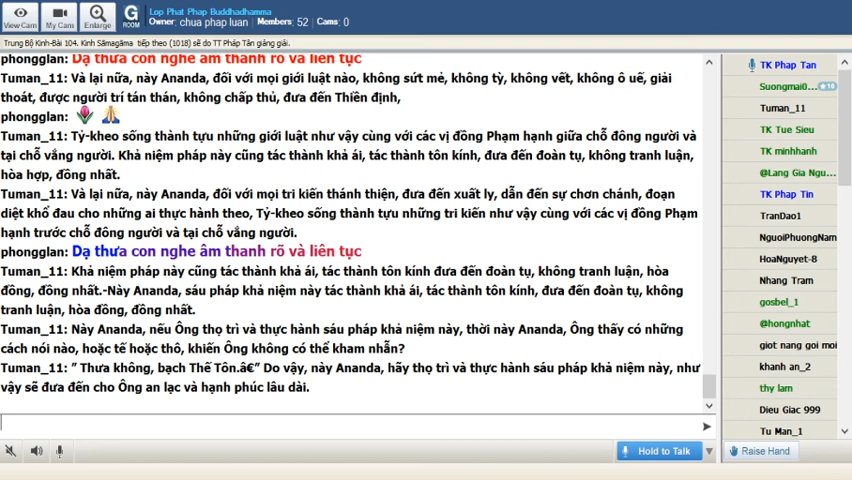 Lop Phat Phap Buddhadhamma
Owner: chua phap luan Members: 52 Cams: 0
View Cam
My Cam
Enlarge
G
ROOM
Trung Bộ Kinh-Bài 104. Kinh Sāmagāma tiếp theo (1018) sẽ do TT Pháp Tân giảng giải.
phongglan: Dạ thưa con nghe âm thanh rõ và liên tục
Tuman_11: Và lại nữa, này Ananda, đối với mọi giới luật nào, không sứt mẻ, không tỳ, không vết, không ô uế, giải
thoát, được người trí tán thán, không chấp thủ, đưa đến Thiền định,
phongglan:
Tuman_11: Tỷ-kheo sống thành tựu những giới luật như vậy cùng với các vị đồng Phạm hạnh giữa chỗ đông người và
tại chỗ vắng người. Khả niệm pháp này cũng tác thành khả ái, tác thành tôn kính, đưa đến đoàn tụ, không tranh luận,
hòa hợp, đồng nhất.
Tuman_11: Và lại nữa, này Ananda, đối với mọi tri kiến thánh thiện, đưa đến xuất ly, dẫn đến sự chơn chánh, đoạn
diệt khổ đau cho những ai thực hành theo, Tỷ-kheo sống thành tựu những tri kiến như vậy cùng với các vị đồng Phạm
hạnh trước chỗ đông người và tại chỗ vắng người.
phongglan: Dạ thưa con nghe âm thanh rõ và liên tục
Tuman_11: Khả niệm pháp này cũng tác thành khả ái, tác thành tôn kính đưa đến đoàn tụ, không tranh luận, hòa
đồng, đồng nhất.-Này Ananda, sáu pháp khả niệm này tác thành khả ái, tác thành tôn kính, đưa đến đoàn tụ, không
tranh luận, hòa đồng, đồng nhất.
Tuman_11: Này Ananda, nếu Ông thọ trì và thực hành sáu pháp khả niệm này, thời này Ananda, Ông thấy có những
cách nói nào, hoặc tế hoặc thô, khiến Ông không có thể kham nhẫn?
Tuman_11: ” Thưa không, bạch Thế Tôn.â€” Do vậy, này Ananda, hãy thọ trì và thực hành sáu pháp khả niệm này, như
vậy sẽ đưa đến cho Ông an lạc và hạnh phúc lâu dài.
Hold to Talk
TK Phap Tan
Suongmai0... 10
Tuman_11
TK Tue Sieu
TK minhhanh
@Lang Gia Ngu...
TK Phap Tin
TranDao1
NguoiPhuongNam
HoaNguyet-8
Nhang Tram
gosbel_1
@hongnhat
giot nang goi moi
khanh an_2
thy lam
Dieu Giac 999
Tu Man_1
Raise Hand